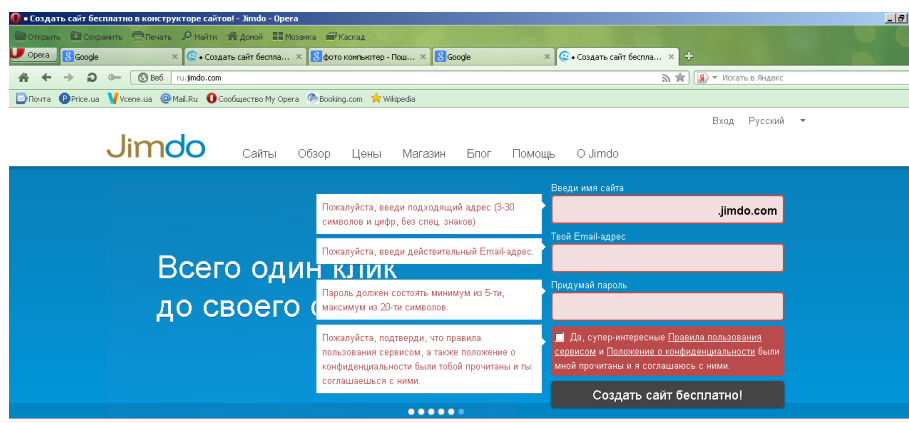 • Создать сайт бесплатно в конструкторе сайтов! - Jimdo - Opera
Открыть Сохранить Печать Найти Домой Мозаика Каскад
Opera Google • Создать сайт беспла... фото компьютер - Пои... Google • Создать сайт беспла...
Веб ru.jimdo.com Искать в Яндекс
Почта Price.ua Vcene.ua Mail.Ru Сообщество My Opera Booking.com Wikipedia
Вход Русский
Jimdo Сайты Обзор Цены Магазин Блог Помощь О Jimdo
Введи имя сайта
Пожалуйста, введи подходящий адрес (3-30
символов и цифр, без спец. знаков)
.jimdo.com
Твой Email-адрес
Пожалуйста, введи действительный Email-адрес.
Всего один клик
до своего
Придумай пароль
Пароль должен состоять минимум из 5-ти,
максимум из 20-ти символов.
Пожалуйста, подтверди, что правила
пользования сервисом, а также положение о
конфиденциальности были тобой прочитаны и ты
соглашаешься с ними.
Да, супер-интересные Правила пользования
сервисом и Положение о конфиденциальности были
мной прочитаны и я соглашаюсь с ними.
Создать сайт бесплатно!